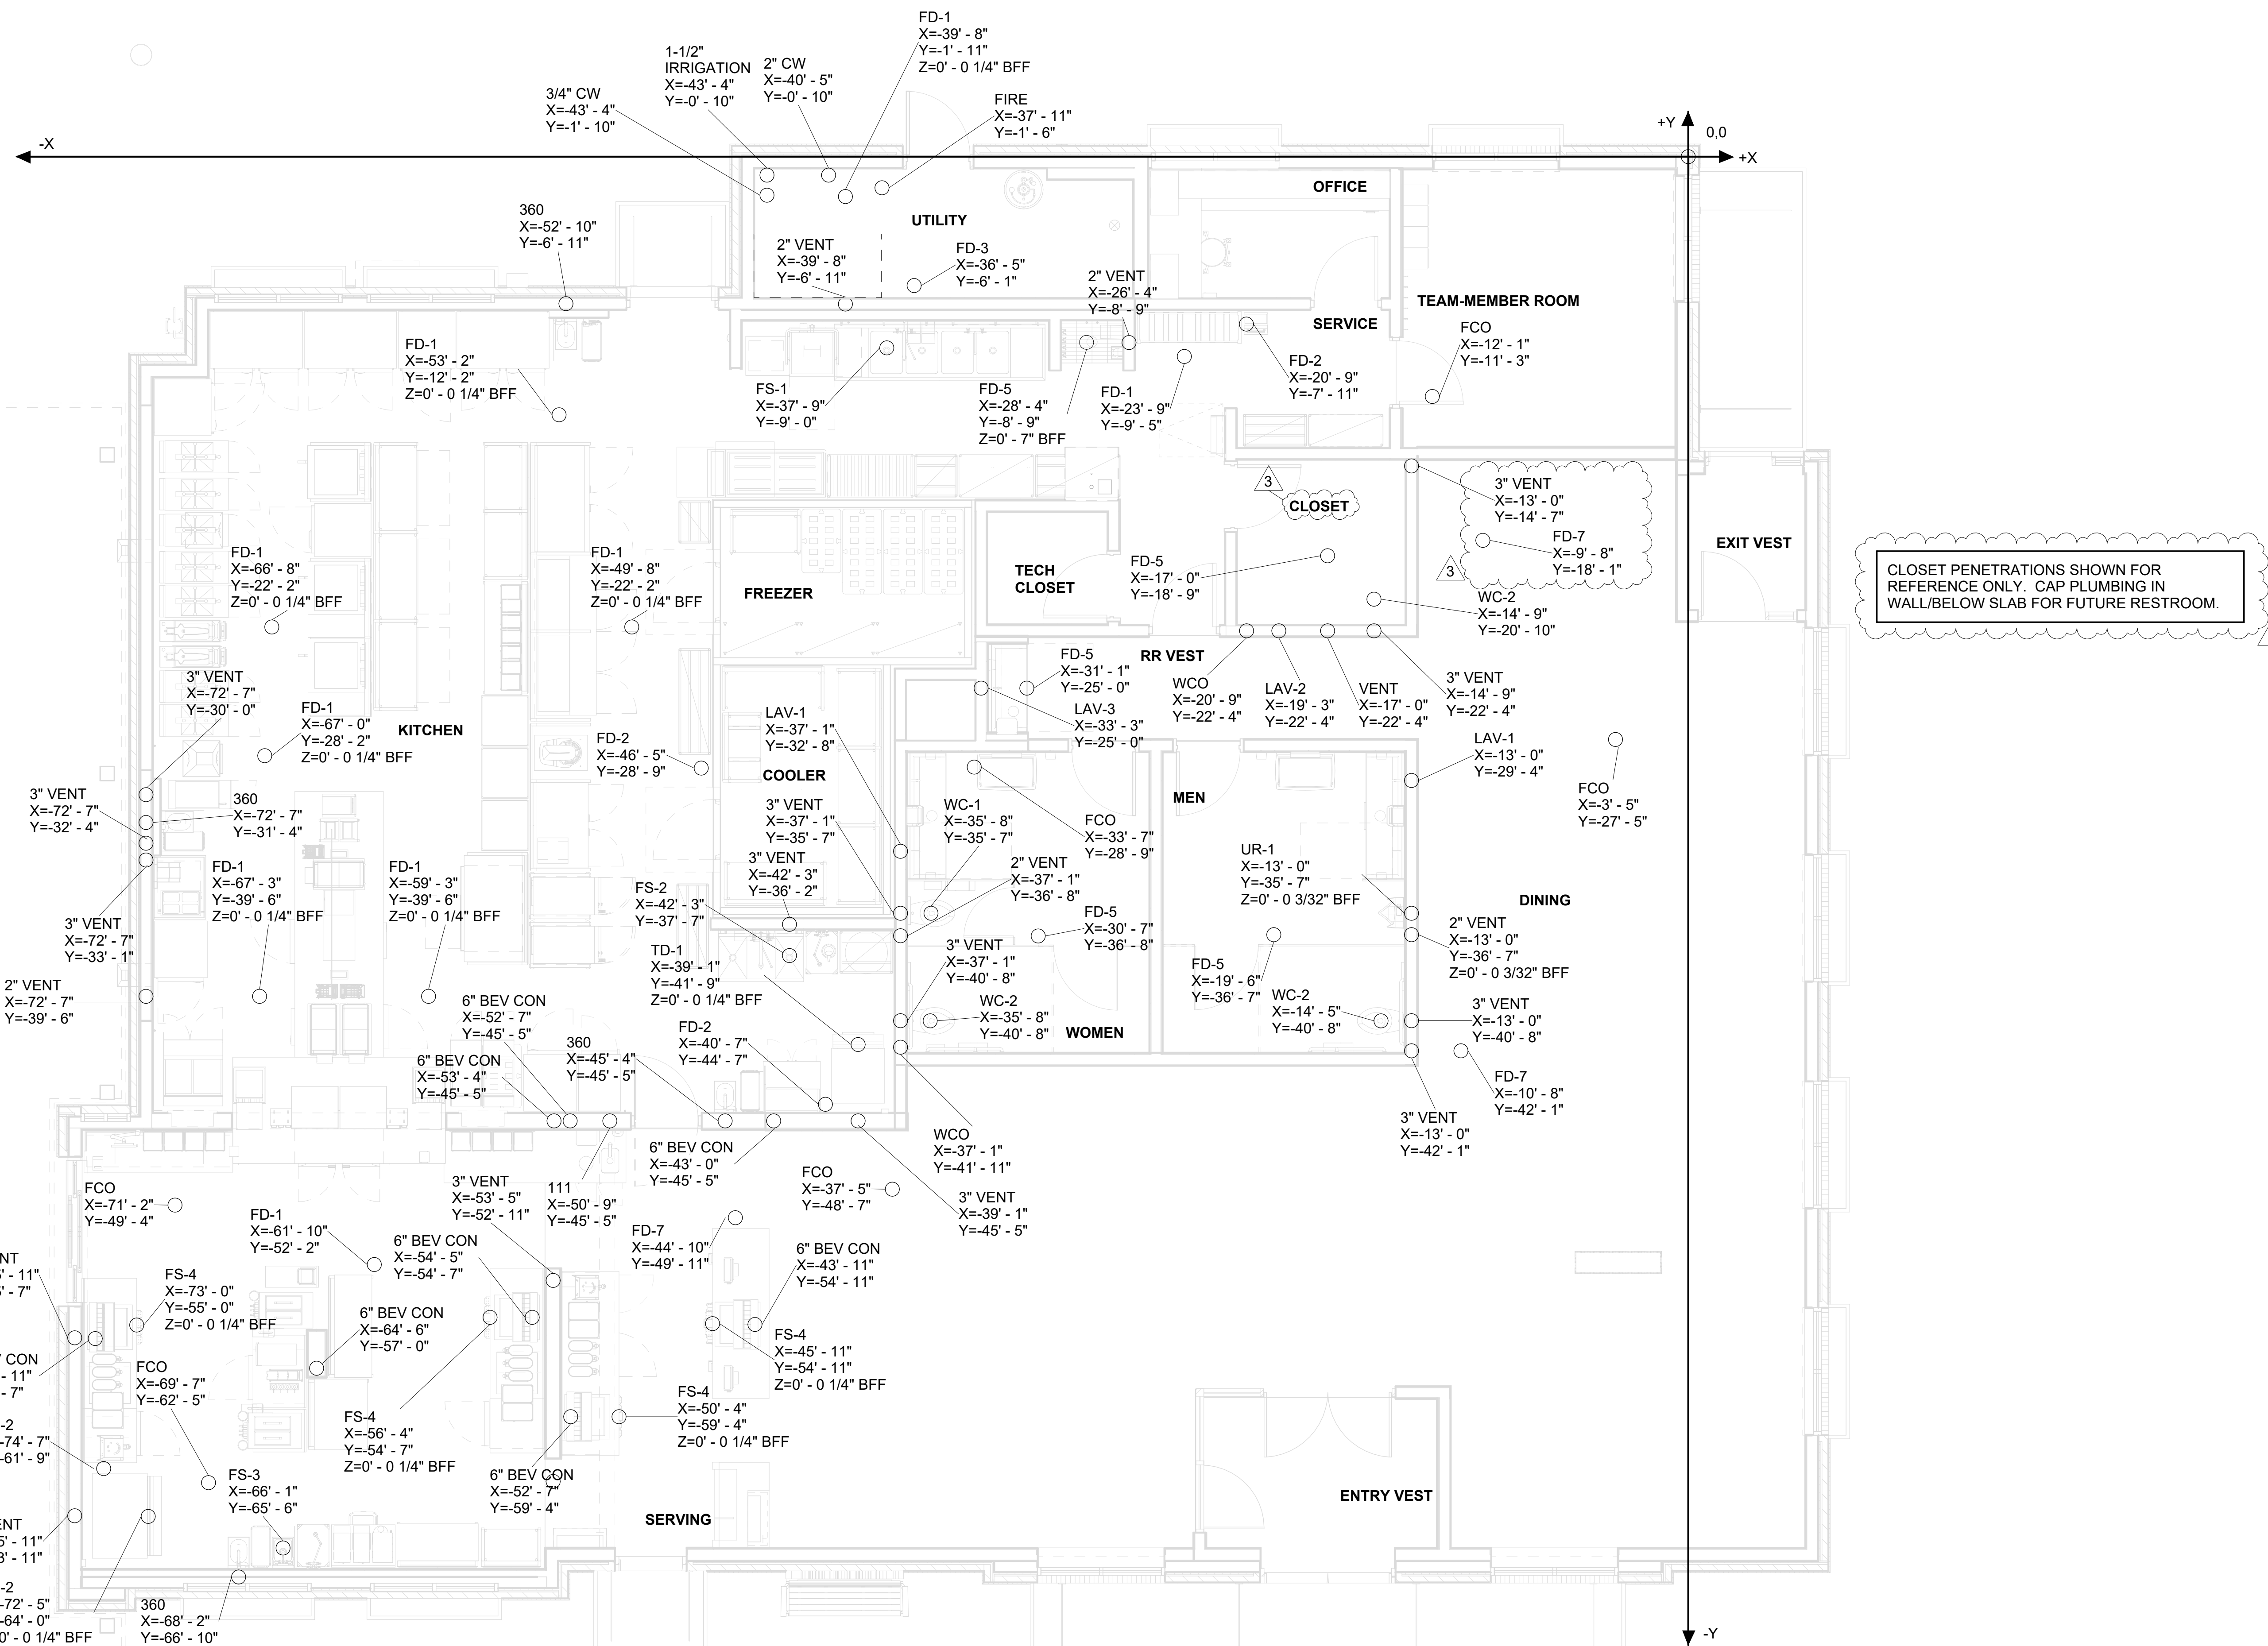 FD-1
X=-39' - 8"
Y=-1' - 11"
Z=0' - 0 1/4" BFF
1-1/2"
IRRIGATION
X=-43' - 4"
Y=-0' - 10"
2" CW
X=-40' - 5"
Y=-0' - 10"
3/4" CW
X=-43' - 4"
Y=-1' - 10"
FIRE
X=-37' - 11"
Y=-1' - 6"
-X
+Y
0,0
+X
OFFICE
360
X=-52' - 10"
Y=-6' - 11"
UTILITY
2" VENT
X=-39' - 8"
Y=-6' - 11"
FD-3
X=-36' - 5"
Y=-6' - 1"
2" VENT
X=-26' - 4"
Y=-8' - 9"
TEAM-MEMBER ROOM
SERVICE
FCO
X=-12' - 1"
Y=-11' - 3"
FD-1
X=-53' - 2"
Y=-12' - 2"
Z=0' - 0 1/4" BFF
FD-2
X=-20' - 9"
Y=-7' - 11"
FS-1
X=-37' - 9"
Y=-9' - 0"
FD-5
X=-28' - 4"
Y=-8' - 9"
Z=0' - 7" BFF
FD-1
X=-23' - 9"
Y=-9' - 5"
3
CLOSET
3" VENT
X=-13' - 0"
Y=-14' - 7"
FD-7
X=-9' - 8"
Y=-18' - 1"
3
EXIT VEST
CLOSET PENETRATIONS SHOWN FOR
REFERENCE ONLY.  CAP PLUMBING IN
WALL/BELOW SLAB FOR FUTURE RESTROOM.
FD-1
X=-66' - 8"
Y=-22' - 2"
Z=0' - 0 1/4" BFF
FD-1
X=-49' - 8"
Y=-22' - 2"
Z=0' - 0 1/4" BFF
FREEZER
TECH
CLOSET
FD-5
X=-17' - 0"
Y=-18' - 9"
WC-2
X=-14' - 9"
Y=-20' - 10"
RR VEST
FD-5
X=-31' - 1"
Y=-25' - 0"
WCO
X=-20' - 9"
Y=-22' - 4"
LAV-2
X=-19' - 3"
Y=-22' - 4"
VENT
X=-17' - 0"
Y=-22' - 4"
3" VENT
X=-14' - 9"
Y=-22' - 4"
3" VENT
X=-72' - 7"
Y=-30' - 0"
FD-1
X=-67' - 0"
Y=-28' - 2"
Z=0' - 0 1/4" BFF
KITCHEN
LAV-3
X=-33' - 3"
Y=-25' - 0"
LAV-1
X=-37' - 1"
Y=-32' - 8"
FD-2
X=-46' - 5"
Y=-28' - 9"
COOLER
LAV-1
X=-13' - 0"
Y=-29' - 4"
FCO
X=-3' - 5"
Y=-27' - 5"
3" VENT
X=-72' - 7"
Y=-32' - 4"
360
X=-72' - 7"
Y=-31' - 4"
3" VENT
X=-37' - 1"
Y=-35' - 7"
WC-1
X=-35' - 8"
Y=-35' - 7"
MEN
FCO
X=-33' - 7"
Y=-28' - 9"
UR-1
X=-13' - 0"
Y=-35' - 7"
Z=0' - 0 3/32" BFF
3" VENT
X=-42' - 3"
Y=-36' - 2"
2" VENT
X=-37' - 1"
Y=-36' - 8"
FD-1
X=-67' - 3"
Y=-39' - 6"
Z=0' - 0 1/4" BFF
FD-1
X=-59' - 3"
Y=-39' - 6"
Z=0' - 0 1/4" BFF
FS-2
X=-42' - 3"
Y=-37' - 7"
DINING
3" VENT
X=-72' - 7"
Y=-33' - 1"
FD-5
X=-30' - 7"
Y=-36' - 8"
2" VENT
X=-13' - 0"
Y=-36' - 7"
Z=0' - 0 3/32" BFF
TD-1
X=-39' - 1"
Y=-41' - 9"
Z=0' - 0 1/4" BFF
3" VENT
X=-37' - 1"
Y=-40' - 8"
FD-5
X=-19' - 6"
Y=-36' - 7"
2" VENT
X=-72' - 7"
Y=-39' - 6"
6" BEV CON
X=-52' - 7"
Y=-45' - 5"
WC-2
X=-35' - 8"
Y=-40' - 8"
WOMEN
WC-2
X=-14' - 5"
Y=-40' - 8"
3" VENT
X=-13' - 0"
Y=-40' - 8"
FD-2
X=-40' - 7"
Y=-44' - 7"
360
X=-45' - 4"
Y=-45' - 5"
6" BEV CON
X=-53' - 4"
Y=-45' - 5"
FD-7
X=-10' - 8"
Y=-42' - 1"
3" VENT
X=-13' - 0"
Y=-42' - 1"
WCO
X=-37' - 1"
Y=-41' - 11"
6" BEV CON
X=-43' - 0"
Y=-45' - 5"
FCO
X=-37' - 5"
Y=-48' - 7"
3" VENT
X=-39' - 1"
Y=-45' - 5"
FCO
X=-71' - 2"
Y=-49' - 4"
3" VENT
X=-53' - 5"
Y=-52' - 11"
111
X=-50' - 9"
Y=-45' - 5"
FD-1
X=-61' - 10"
Y=-52' - 2"
FD-7
X=-44' - 10"
Y=-49' - 11"
6" BEV CON
X=-54' - 5"
Y=-54' - 7"
6" BEV CON
X=-43' - 11"
Y=-54' - 11"
FS-4
X=-73' - 0"
Y=-55' - 0"
Z=0' - 0 1/4" BFF
6" BEV CON
X=-64' - 6"
Y=-57' - 0"
FS-4
X=-45' - 11"
Y=-54' - 11"
Z=0' - 0 1/4" BFF
CON
- 11"
- 7"
FCO
X=-69' - 7"
Y=-62' - 5"
FS-4
X=-50' - 4"
Y=-59' - 4"
Z=0' - 0 1/4" BFF
FS-4
X=-56' - 4"
Y=-54' - 7"
Z=0' - 0 1/4" BFF
-2
-74' - 7"
-61' - 9"
FS-3
X=-66' - 1"
Y=-65' - 6"
6" BEV CON
X=-52' - 7"
Y=-59' - 4"
ENTRY VEST
SERVING
- 11"
- 11"
-2
-72' - 5"
-64' - 0"
0' - 0 1/4" BFF
360
X=-68' - 2"
Y=-66' - 10"
-Y